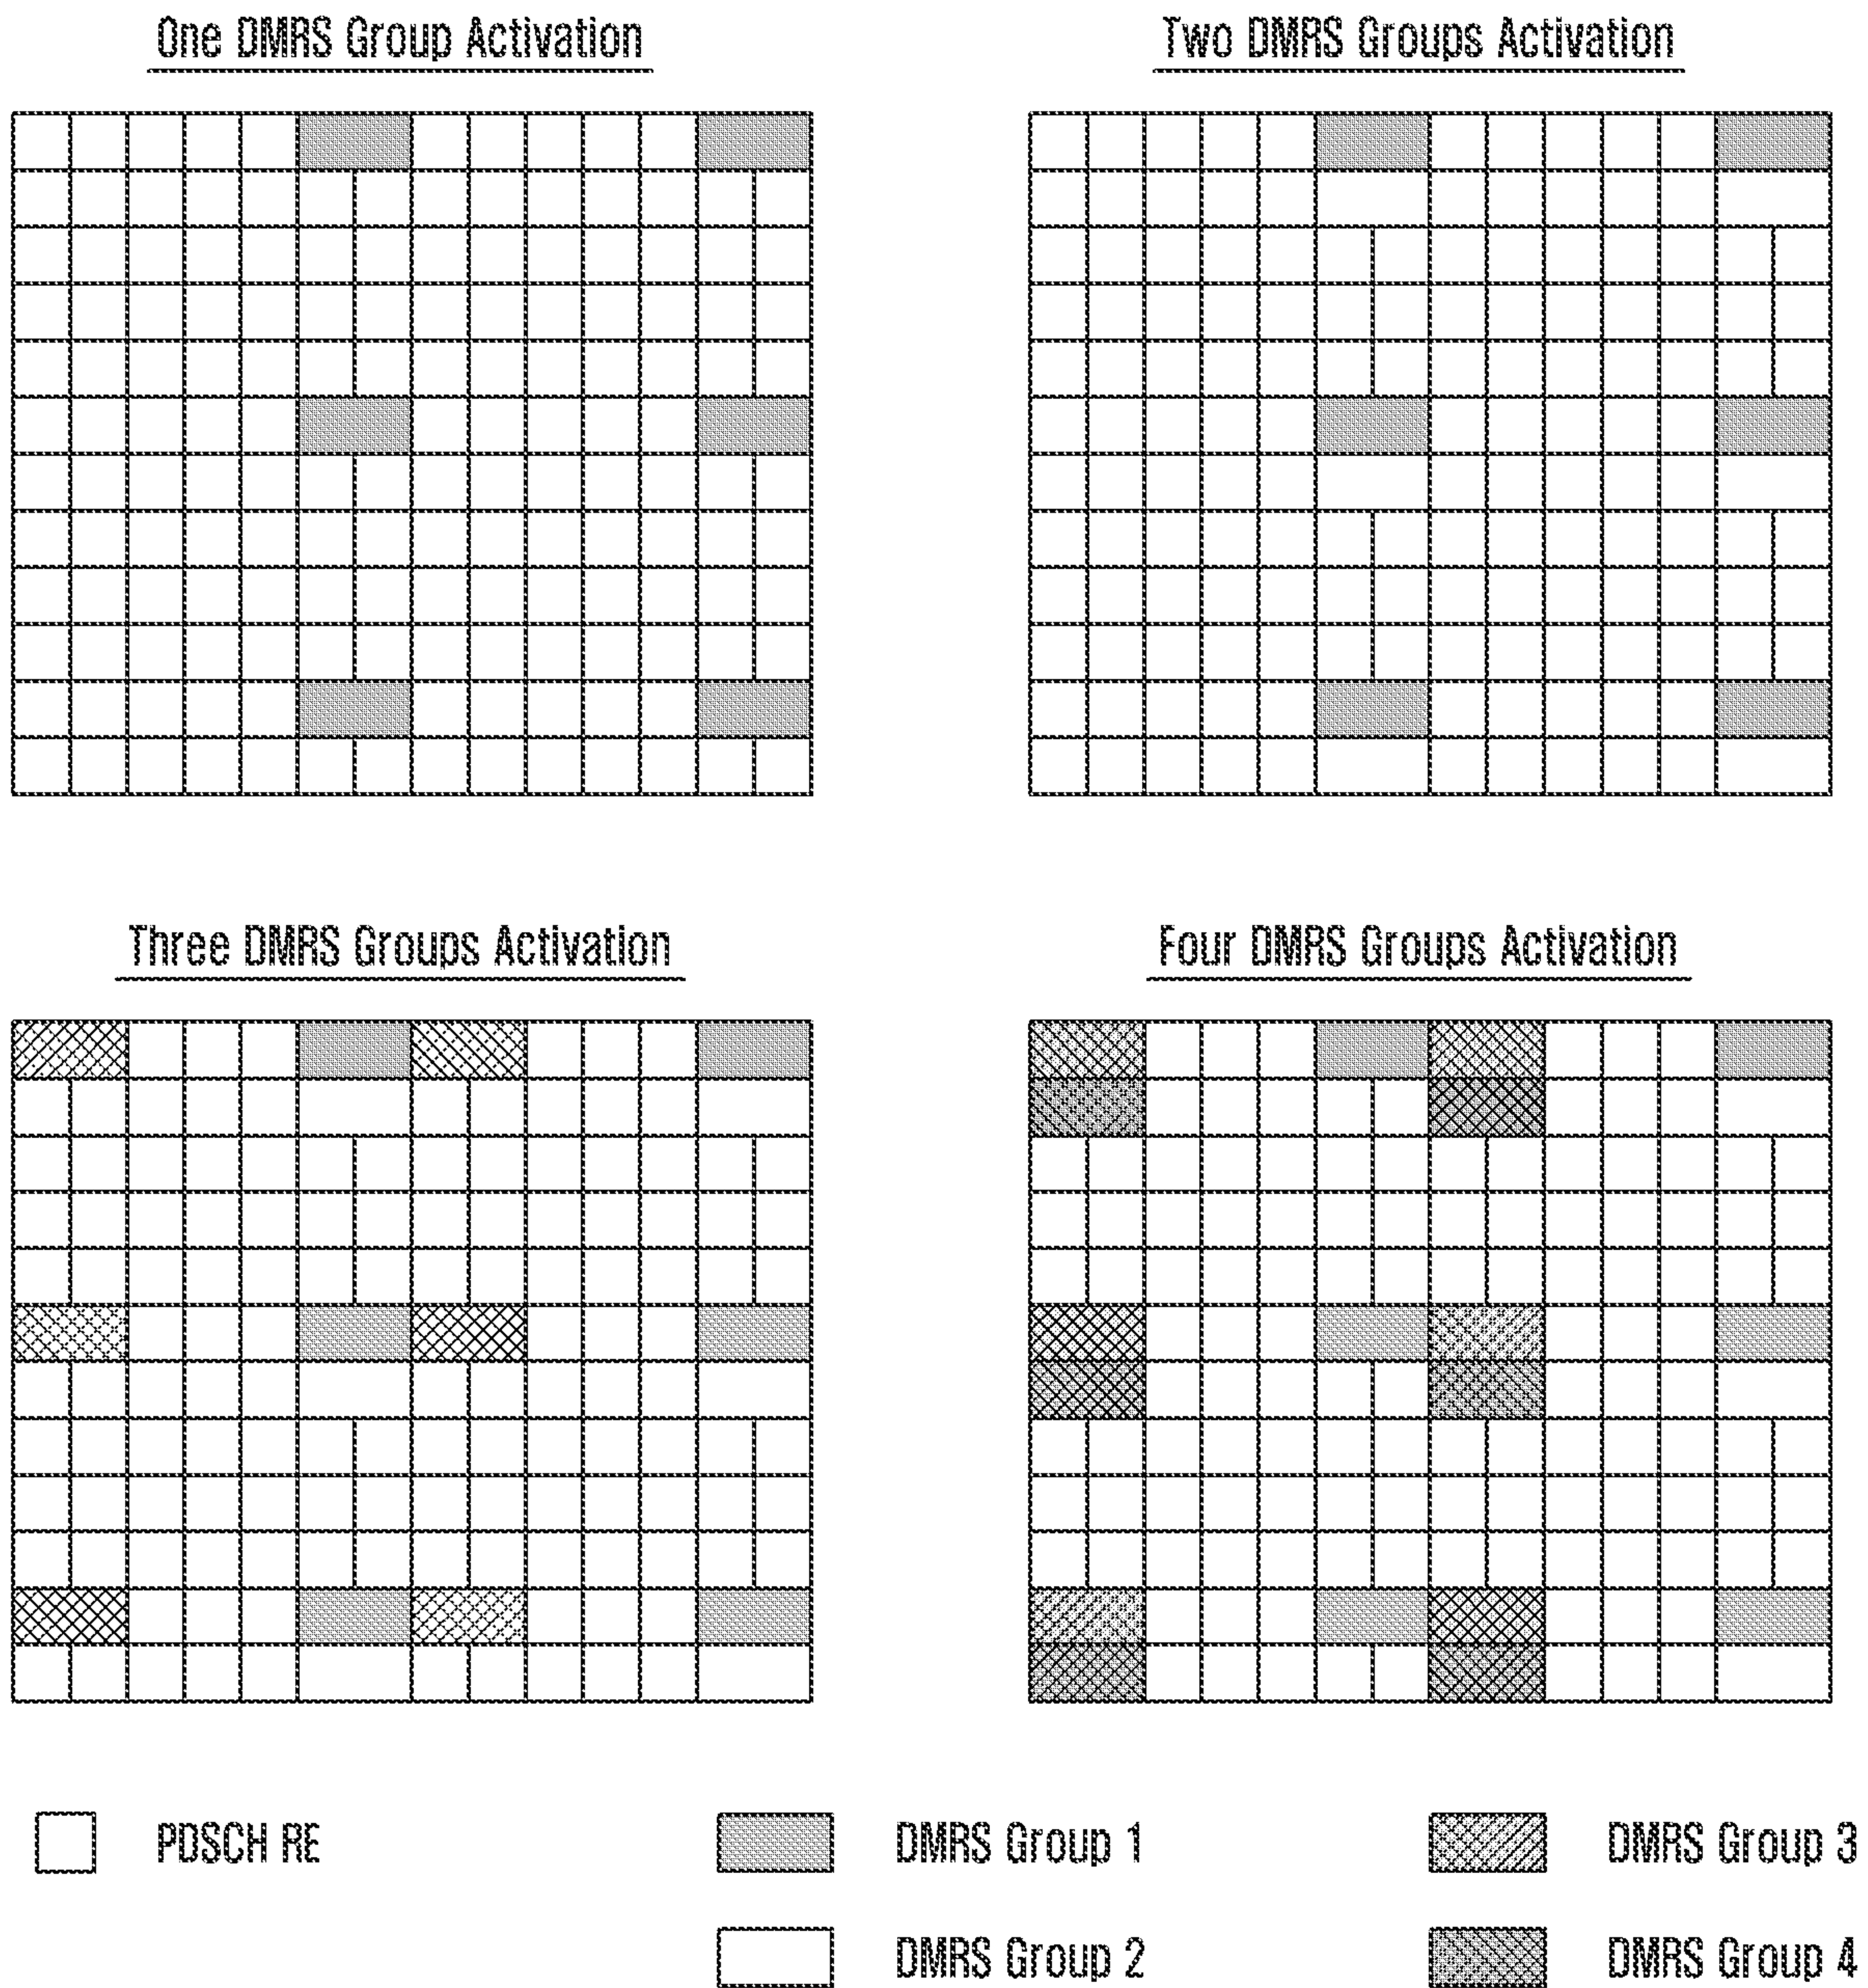 One DMRS Group Activation
Two DMRS Groups Activation
Three DMRS Groups Activation
Four DMRS Groups Activation
PDSCH RE
DMRS Group 1
DMRS Group 3
DMRS Group 2
DMRS Group 4